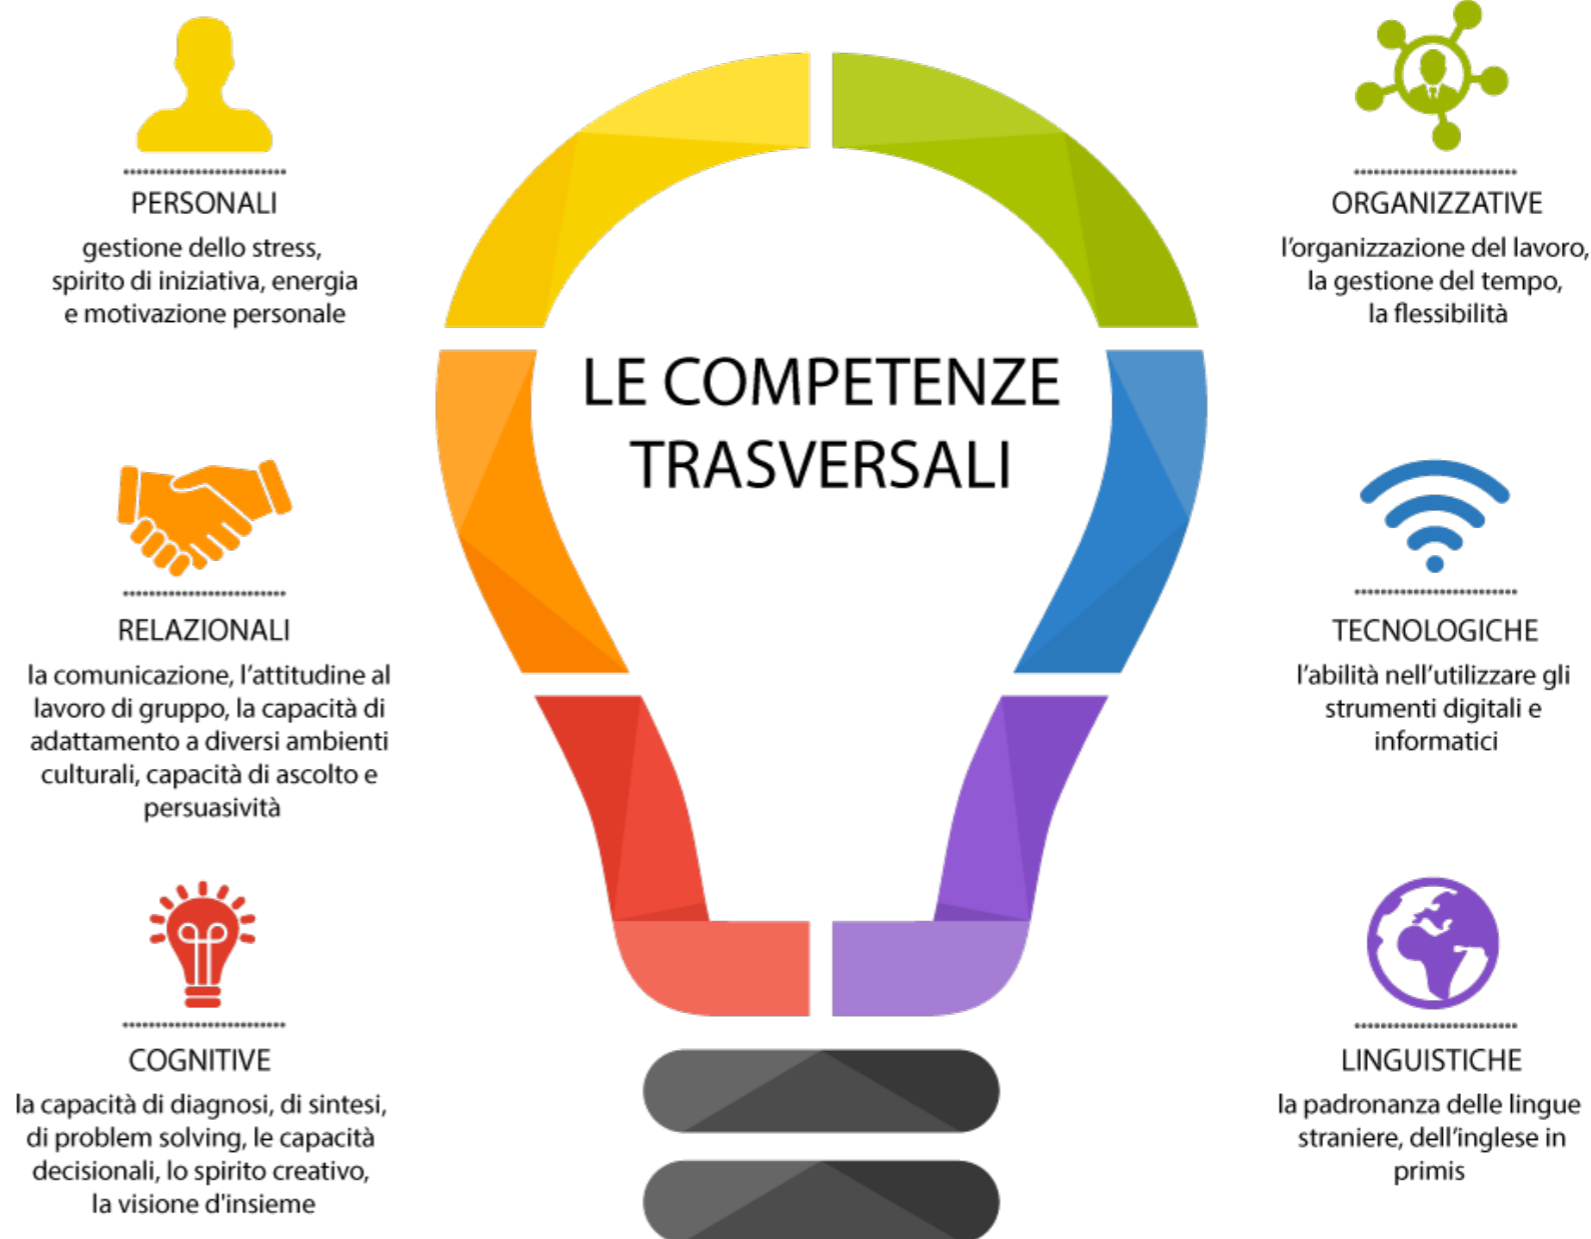 LE COMPETENZE
TRASVERSALI
PERSONALI
gestione dello stress,
spirito di iniziativa, energia
e motivazione personale
RELAZIONALI
la comunicazione, l'attitudine al
lavoro di gruppo, la capacità di
adattamento a diversi ambienti
culturali, capacità di ascolto e
persuasività
COGNITIVE
la capacità di diagnosi, di sintesi,
di problem solving, le capacità
decisionali, lo spirito creativo,
la visione d'insieme
ORGANIZZATIVE
l'organizzazione del lavoro,
la gestione del tempo,
la flessibilità
TECNOLOGICHE
l'abilità nell'utilizzare gli
strumenti digitali e
informatici
LINGUISTICHE
la padronanza delle lingue
straniere, dell'inglese in
primis